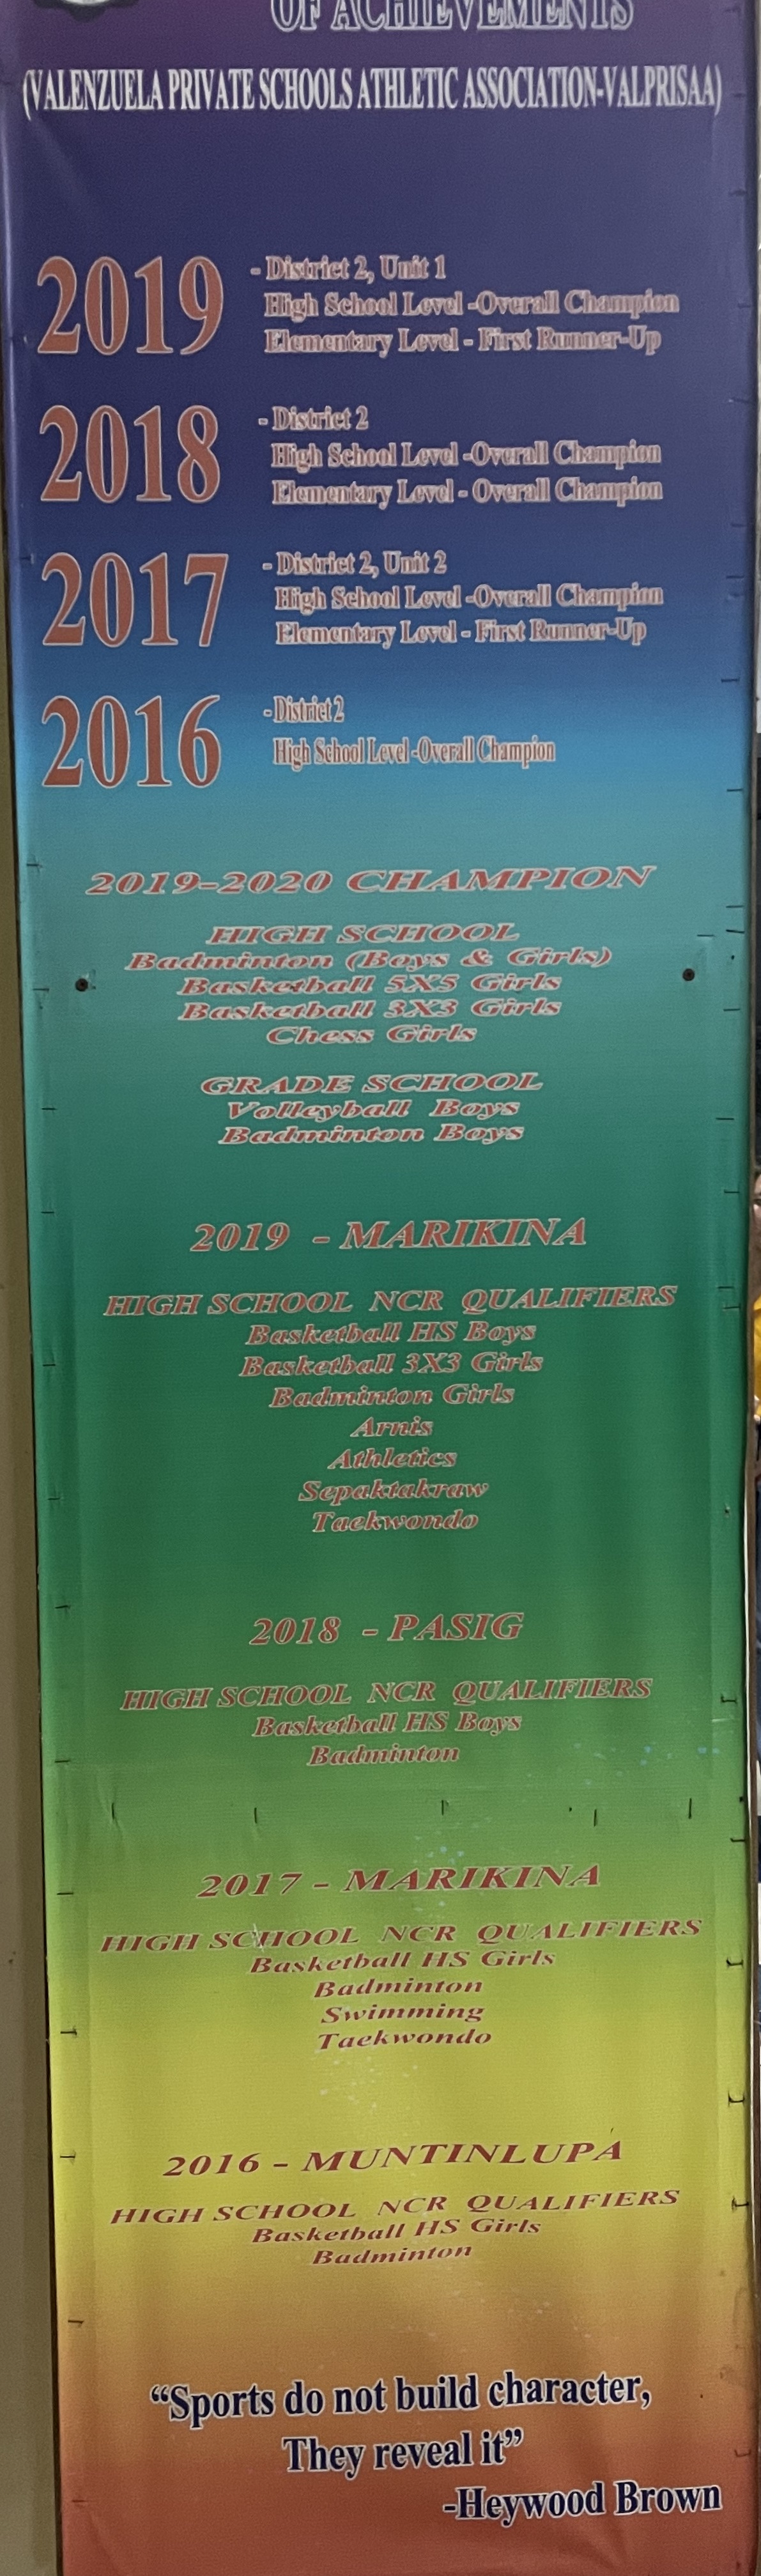 OF ACHIEVEMENTS
(VALENZUELA PRIVATE SCHOOLS ATHLETIC ASSOCIATION-VALPRISAA)
2019 - District 2, Unit 1
High School Level -Overall Champion
Elementary Level - First Runner-Up
2018 - District 2
High School Level -Overall Champion
Elementary Level - Overall Champion
2017 - District 2, Unit 2
High School Level -Overall Champion
Elementary Level - First Runner-Up
2016 - District 2
High School Level -Overall Champion
2019-2020 CHAMPION
HIGH SCHOOL
Badminton (Boys & Girls)
Basketball 5X5 Girls
Basketball 3X3 Girls
Chess Girls
GRADE SCHOOL
Volleyball Boys
Badminton Boys
2019 - MARIKINA
HIGH SCHOOL NCR QUALIFIERS
Basketball HS Boys
Basketball 3X3 Girls
Badminton Girls
Arnis
Athletics
Sepaktakraw
Taekwondo
2018 - PASIG
HIGH SCHOOL NCR QUALIFIERS
Basketball HS Boys
Badminton
2017 - MARIKINA
HIGH SCHOOL NCR QUALIFIERS
Basketball HS Girls
Badminton
Swimming
Taekwondo
2016 - MUNTINLUPA
HIGH SCHOOL NCR QUALIFIERS
Basketball HS Girls
Badminton
“Sports do not build character,
They reveal it”
-Heywood Brown